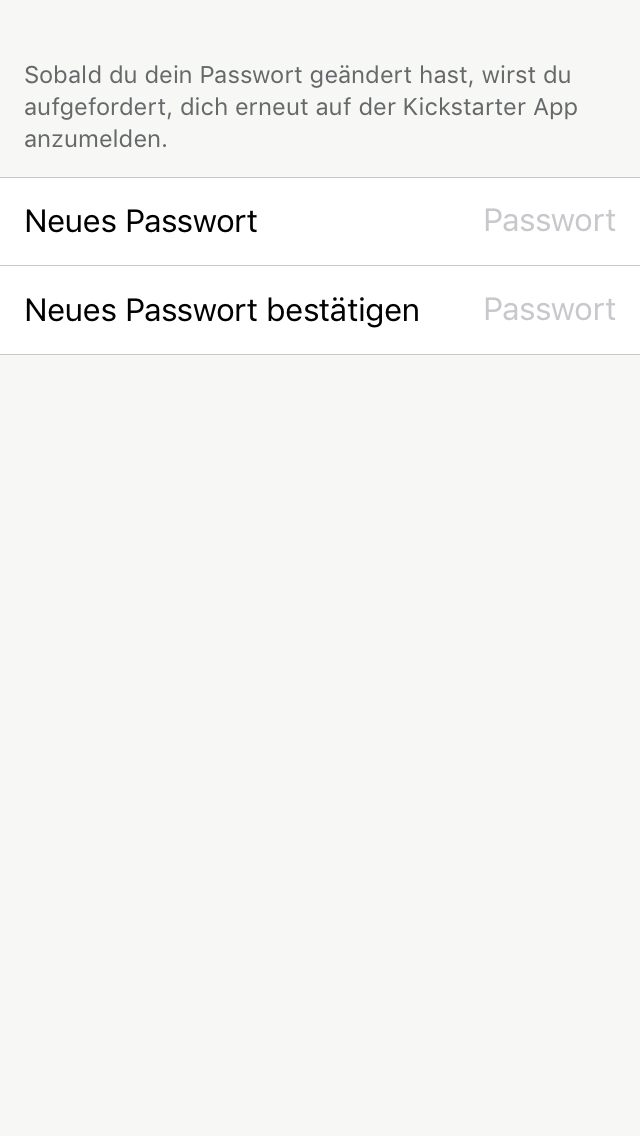 Sobald du dein Passwort geändert hast, wirst du
aufgefordert, dich erneut auf der Kickstarter App
anzumelden.
Neues Passwort Passwort
Neues Passwort bestätigen Passwort